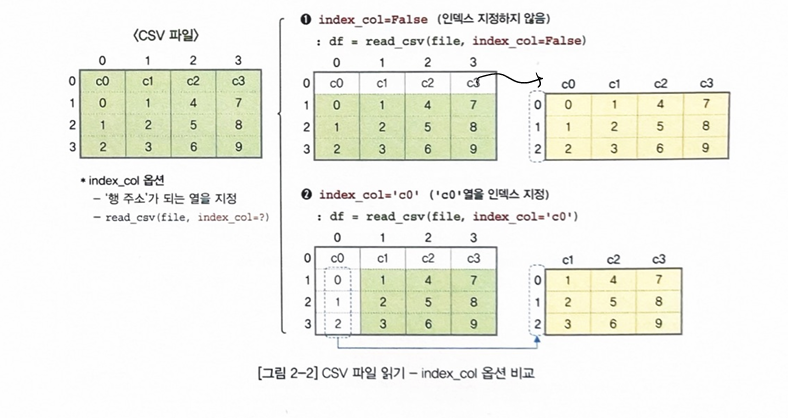 〈CSV 파일〉
0 1 2 3
0 c0 c1 c2 c3
1 0 1 4 7
2 1 2 5 8
3 2 3 6 9
* index_col 옵션
– '행 주소'가 되는 열을 지정
– read_csv(file, index_col=?)
❶ index_col=False (인덱스 지정하지 않음)
: df = read_csv(file, index_col=False)
0 1 2 3
0 c0 c1 c2 c3
1 0 1 4 7
2 1 2 5 8
3 2 3 6 9
c0 c1 c2 c3
0 0 1 4 7
1 1 2 5 8
2 2 3 6 9
❷ index_col='c0' ('c0'열을 인덱스 지정)
: df = read_csv(file, index_col='c0')
0 1 2 3
0 c0 c1 c2 c3
1 0 1 4 7
2 1 2 5 8
3 2 3 6 9
c1 c2 c3
0 1 4 7
1 2 5 8
2 3 6 9
[그림 2-2] CSV 파일 읽기 – index_col 옵션 비교